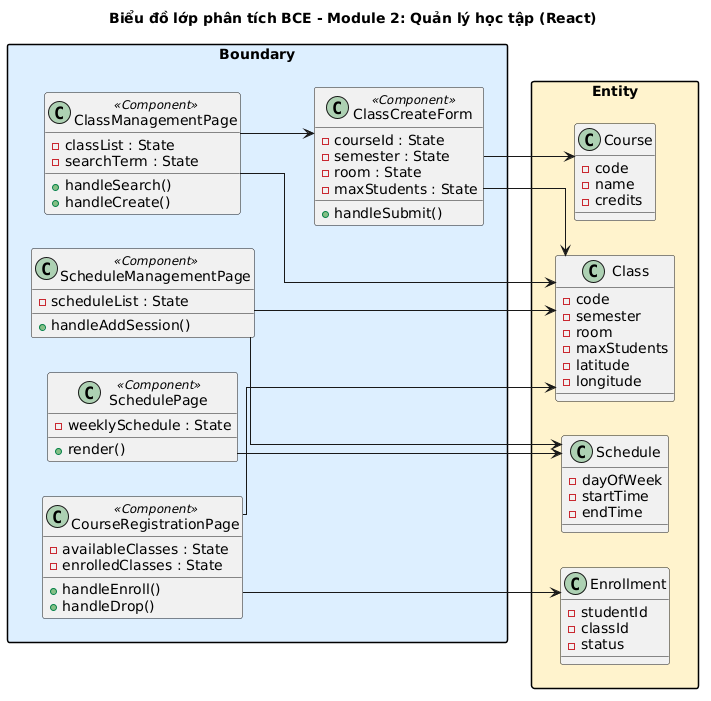 Biểu đồ lớp phân tích BCE - Module 2: Quản lý học tập (React)
Boundary
C
«Component»
ClassManagementPage
classList : State
searchTerm : State
handleSearch()
handleCreate()
C
«Component»
ClassCreateForm
courseId : State
semester : State
room : State
maxStudents : State
handleSubmit()
C
«Component»
ScheduleManagementPage
scheduleList : State
handleAddSession()
C
«Component»
SchedulePage
weeklySchedule : State
render()
C
«Component»
CourseRegistrationPage
availableClasses : State
enrolledClasses : State
handleEnroll()
handleDrop()
Entity
C
Course
code
name
credits
C
Class
code
semester
room
maxStudents
latitude
longitude
C
Schedule
dayOfWeek
startTime
endTime
C
Enrollment
studentId
classId
status